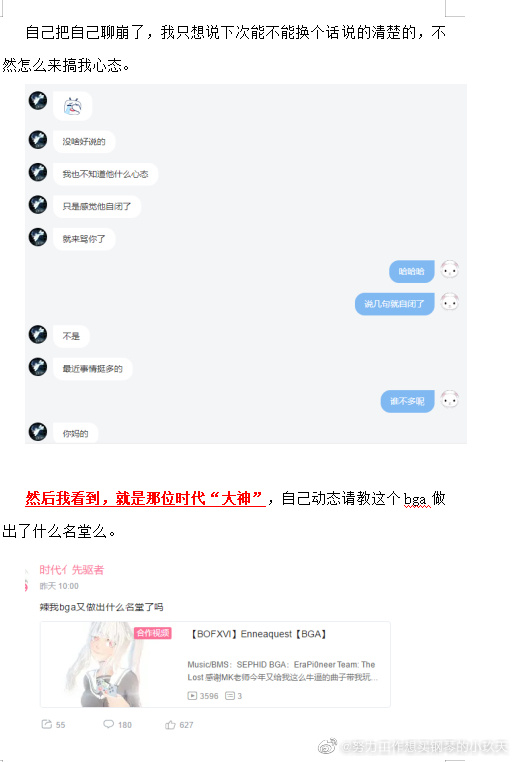 自己把自己聊崩了，我只想说下次能不能换个话说的清楚的，不
然怎么来搞我心态。
没啥好说的
我也不知道他什么心态
只是感觉他自闭了
就来骂你了
哈哈哈
说几句就自闭了
不是
最近事情挺多的
谁不多呢
你妈的
然后我看到，就是那位时代“大神”，自己动态请教这个 bga 做
出了什么名堂么。
时代亻先驱者
昨天 10:00
辣我bga又做出什么名堂了吗
合作视频
【BOFXVI】Enneaquest【BGA】
Music/BMS：SEPHID BGA：EraPi0neer Team: The
Lost 感谢MK老师今年又给我这么牛逼的曲子带我玩...
3596 3
55 180 627